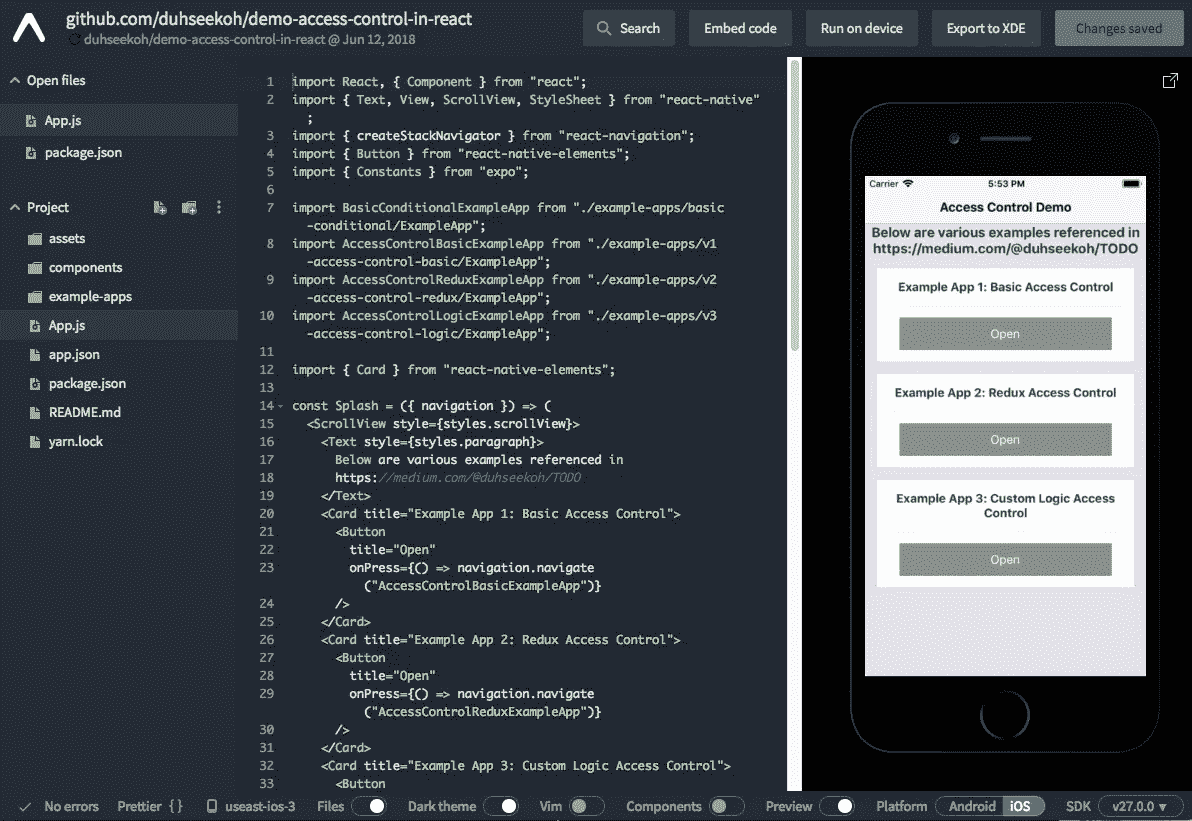 github.com/duhseekoh/demo-access-control-in-react
duhseekoh/demo-access-control-in-react @ Jun 12, 2018
Search
Embed code
Run on device
Export to XDE
Changes saved
Open files
App.js
package.json
Project
assets
components
example-apps
App.js
app.json
package.json
README.md
yarn.lock
1 import React, { Component } from "react";
2 import { Text, View, ScrollView, StyleSheet } from "react-native"
;
3 import { createStackNavigator } from "react-navigation";
4 import { Button } from "react-native-elements";
5 import { Constants } from "expo";
6
7 import BasicConditionalExampleApp from "./example-apps/basic
-conditional/ExampleApp";
8 import AccessControlBasicExampleApp from "./example-apps/v1
-access-control-basic/ExampleApp";
9 import AccessControlReduxExampleApp from "./example-apps/v2
-access-control-redux/ExampleApp";
10 import AccessControlLogicExampleApp from "./example-apps/v3
-access-control-logic/ExampleApp";
11
12 import { Card } from "react-native-elements";
13
14 const Splash = ({ navigation }) => (
15 <ScrollView style={styles.scrollView}>
16 <Text style={styles.paragraph}>
17 Below are various examples referenced in
18 https://medium.com/@duhseekoh/TODO
19 </Text>
20 <Card title="Example App 1: Basic Access Control">
21 <Button
22 title="Open"
23 onPress={() => navigation.navigate
("AccessControlBasicExampleApp")}
24 />
25 </Card>
26 <Card title="Example App 2: Redux Access Control">
27 <Button
28 title="Open"
29 onPress={() => navigation.navigate
("AccessControlReduxExampleApp")}
30 />
31 </Card>
32 <Card title="Example App 3: Custom Logic Access Control">
33 <Button
Carrier 5:53 PM
Access Control Demo
Below are various examples referenced in
https://medium.com/@duhseekoh/TODO
Example App 1: Basic Access Control
Open
Example App 2: Redux Access Control
Open
Example App 3: Custom Logic Access
Control
Open
No errors
Prettier { }
useast-ios-3
Files
Dark theme
Vim
Components
Preview
Platform
Android
iOS
SDK
v27.0.0